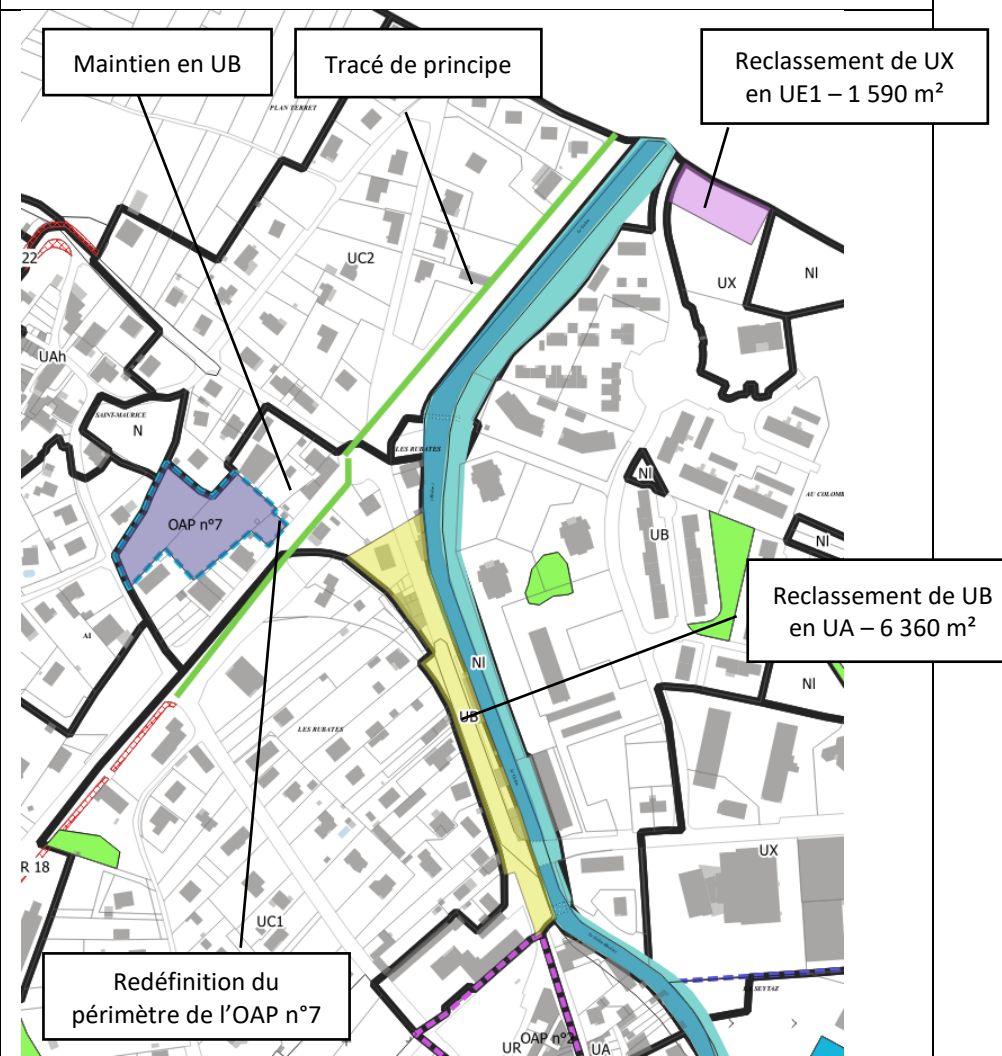 Maintien en UB
Tracé de principe
Reclassement de UX
en UE1 – 1 590 m²
PLAN TERRET
UC2
UX
NI
22
UAh
SAINT-MAURICE
N
LES RUBATES
NI
AU COLOMB
OAP n°7
UB
NI
Reclassement de UB
en UA – 6 360 m²
AI
NI
NI
UB
LES RUBATES
R 18
UX
UC1
Redéfinition du
périmètre de l’OAP n°7
SEYTAZ
OAP n°2
UR
UA